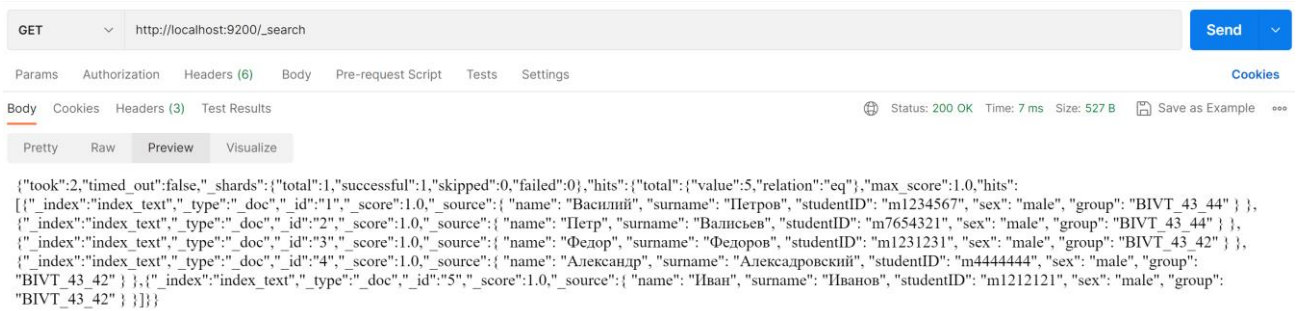 GET http://localhost:9200/_search Send
Params Authorization Headers (6) Body Pre-request Script Tests Settings Cookies
Body Cookies Headers (3) Test Results Status: 200 OK Time: 7 ms Size: 527 B Save as Example
Pretty Raw Preview Visualize
{"took":2,"timed_out":false,"_shards":{"total":1,"successful":1,"skipped":0,"failed":0},"hits":{"total":{"value":5,"relation":"eq"},"max_score":1.0,"hits":
[{"_index":"index_text","_type":"_doc","_id":"1","_score":1.0,"_source":{ "name": "Василий", "surname": "Петров", "studentID": "m1234567", "sex": "male", "group": "BIVT_43_44" } },
{"_index":"index_text","_type":"_doc","_id":"2","_score":1.0,"_source":{ "name": "Петр", "surname": "Валисьев", "studentID": "m7654321", "sex": "male", "group": "BIVT_43_44" } },
{"_index":"index_text","_type":"_doc","_id":"3","_score":1.0,"_source":{ "name": "Федор", "surname": "Федоров", "studentID": "m1231231", "sex": "male", "group": "BIVT_43_42" } },
{"_index":"index_text","_type":"_doc","_id":"4","_score":1.0,"_source":{ "name": "Александр", "surname": "Алексадровский", "studentID": "m4444444", "sex": "male", "group":
"BIVT_43_42" } },{"_index":"index_text","_type":"_doc","_id":"5","_score":1.0,"_source":{ "name": "Иван", "surname": "Иванов", "studentID": "m1212121", "sex": "male", "group":
"BIVT_43_42" } }]}}